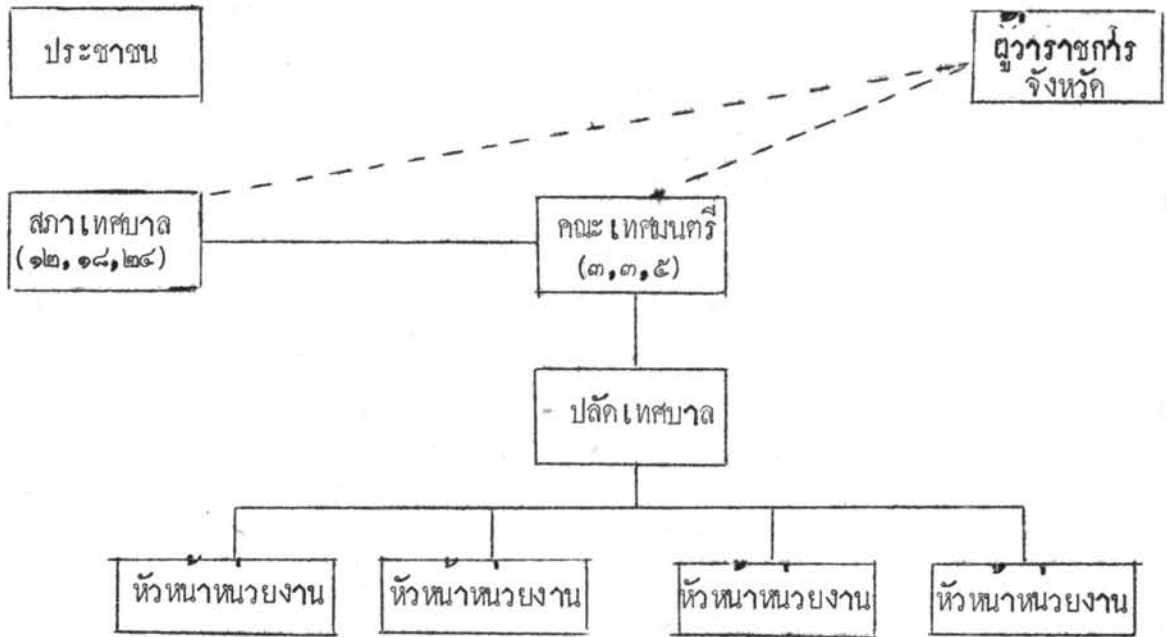 ประชาชน
ผู้ว่าราชการ
จังหวัด
สภาเทศบาล
(๑๒, ๑๘, ๒๔)
คณะเทศมนตรี
(๓, ๓, ๕)
ปลัดเทศบาล
หัวหน้าหน่วยงาน
หัวหน้าหน่วยงาน
หัวหน้าหน่วยงาน
หัวหน้าหน่วยงาน